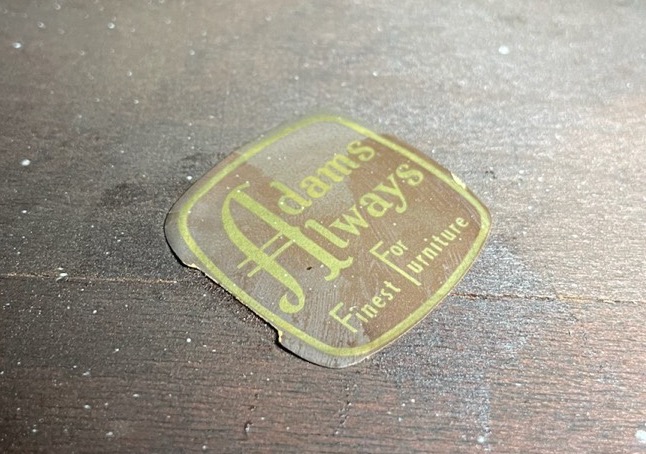 Adams
Always
For
Finest Furniture